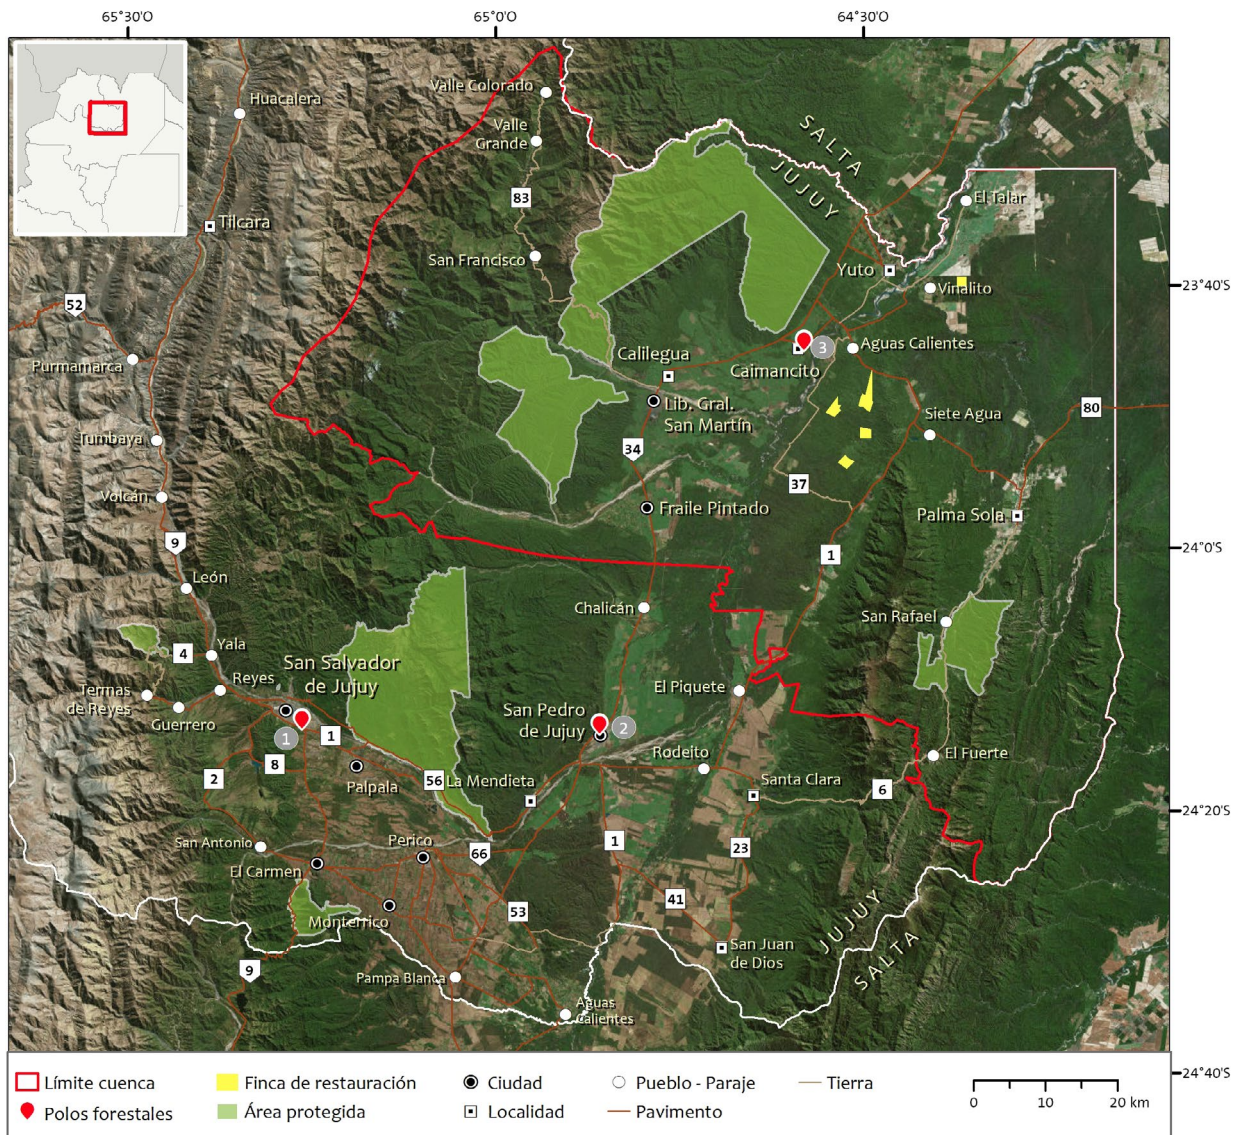 65°30'O
65°0'O
64°30'O
Valle Colorado
Huacalera
Valle
Grande
SALTA
JUJUY
83
El Talar
Tilcara
San Francisco
Yuto
23°40'S
Vinalito
52
Purmamarca
Calilegua
3
Aguas Calientes
Caimancito
Lib. Gral.
San Martín
Siete Agua
80
Tumbaya
34
Volcán
37
Fraile Pintado
Palma Sola
9
1
24°0'S
León
Chalicán
San Rafael
Yala
4
San Salvador
de Jujuy
Reyes
Termas
de Reyes
Guerrero
El Piquete
San Pedro
de Jujuy
2
1
1
Rodeito
El Fuerte
8
2
Palpala
56
La Mendieta
Santa Clara
6
24°20'S
San Antonio
Perico
66
1
23
El Carmen
41
53
Monterrico
JUJUY
SALTA
San Juan
de Dios
9
Pampa Blanca
Aguas
Calientes
24°40'S
Límite cuenca
Finca de restauración
Ciudad
Pueblo - Paraje
Tierra
Polos forestales
Área protegida
Localidad
Pavimento
0
10
20 km